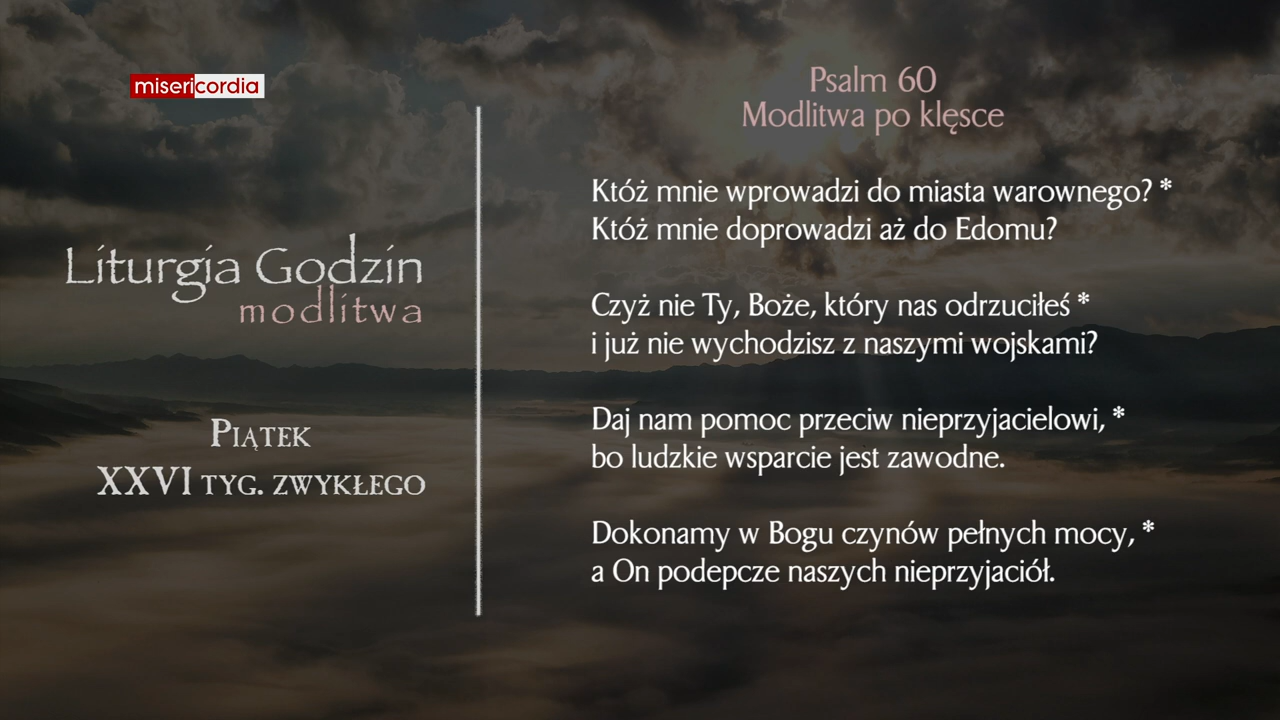 misericordia
Liturgia Godzin
modlitwa
Piątek
XXVI tyg. zwykłego
Psalm 60
Modlitwa po klęsce
Któż mnie wprowadzi do miasta warownego? *
Któż mnie doprowadzi aż do Edomu?
Czyż nie Ty, Boże, który nas odrzuciłeś *
i już nie wychodzisz z naszymi wojskami?
Daj nam pomoc przeciw nieprzyjacielowi, *
bo ludzkie wsparcie jest zawodne.
Dokonamy w Bogu czynów pełnych mocy, *
a On podepcze naszych nieprzyjaciół.